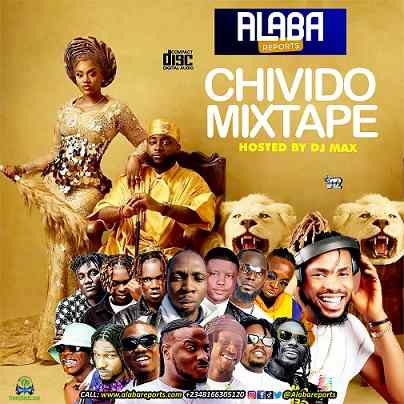 ALABA
REPORTS
COMPACT
disc
DIGITAL AUDIO
CHIVIDO
MIXTAPE
HOSTED BY DJ MAX
CALL: www.alabareports.com +2348166305120 @Alabareports